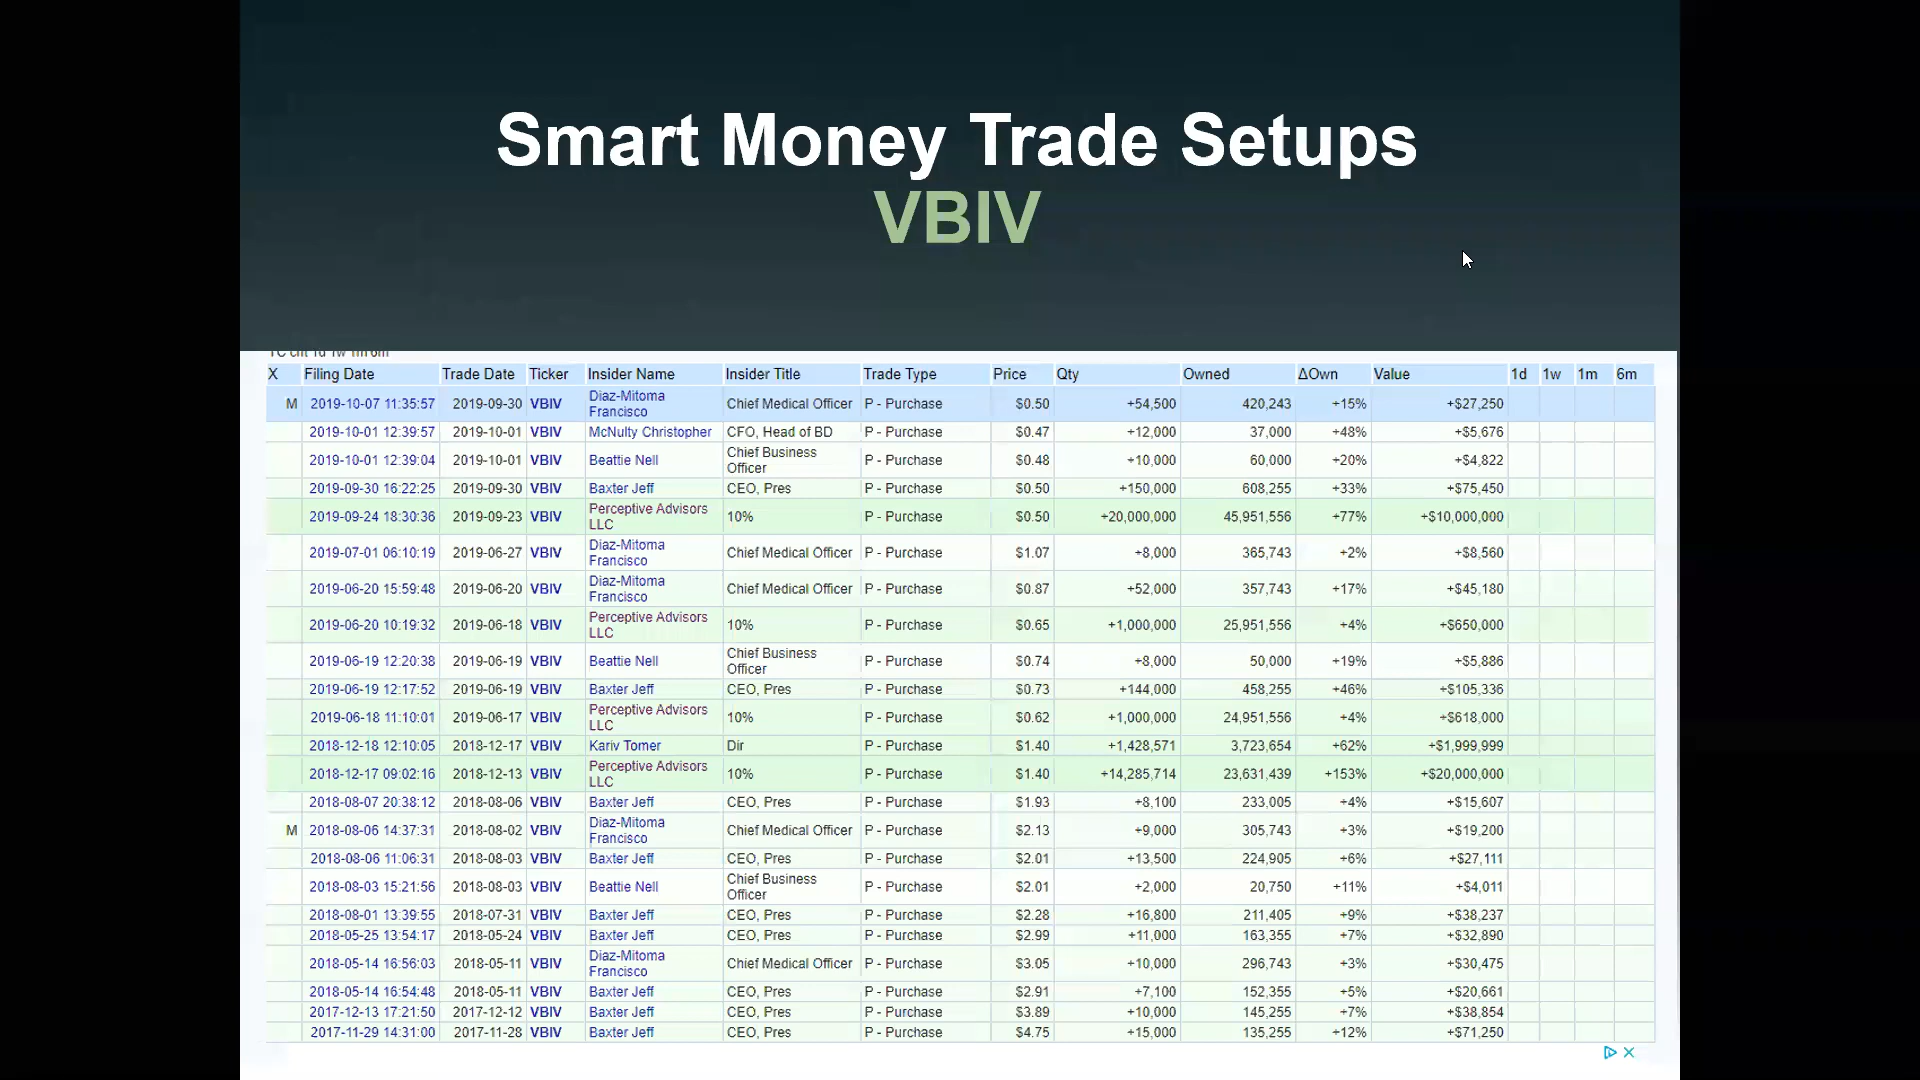 Smart Money Trade Setups
VBIV
X Filing Date Trade Date Ticker Insider Name Insider Title Trade Type Price Qty Owned ΔOwn Value 1d 1w 1m 6m
M 2019-10-07 11:35:57 2019-09-30 VBIV Diaz-Mitoma Francisco Chief Medical Officer P - Purchase $0.50 +54,500 420,243 +15% +$27,250
2019-10-01 12:39:57 2019-10-01 VBIV McNulty Christopher CFO, Head of BD P - Purchase $0.47 +12,000 37,000 +48% +$5,676
2019-10-01 12:39:04 2019-10-01 VBIV Beattie Nell Chief Business Officer P - Purchase $0.48 +10,000 60,000 +20% +$4,822
2019-09-30 16:22:25 2019-09-30 VBIV Baxter Jeff CEO, Pres P - Purchase $0.50 +150,000 608,255 +33% +$75,450
2019-09-24 18:30:36 2019-09-23 VBIV Perceptive Advisors LLC 10% P - Purchase $0.50 +20,000,000 45,951,556 +77% +$10,000,000
2019-07-01 06:10:19 2019-06-27 VBIV Diaz-Mitoma Francisco Chief Medical Officer P - Purchase $1.07 +8,000 365,743 +2% +$8,560
2019-06-20 15:59:48 2019-06-20 VBIV Diaz-Mitoma Francisco Chief Medical Officer P - Purchase $0.87 +52,000 357,743 +17% +$45,180
2019-06-20 10:19:32 2019-06-18 VBIV Perceptive Advisors LLC 10% P - Purchase $0.65 +1,000,000 25,951,556 +4% +$650,000
2019-06-19 12:20:38 2019-06-19 VBIV Beattie Nell Chief Business Officer P - Purchase $0.74 +8,000 50,000 +19% +$5,886
2019-06-19 12:17:52 2019-06-19 VBIV Baxter Jeff CEO, Pres P - Purchase $0.73 +144,000 458,255 +46% +$105,336
2019-06-18 11:10:01 2019-06-17 VBIV Perceptive Advisors LLC 10% P - Purchase $0.62 +1,000,000 24,951,556 +4% +$618,000
2018-12-18 12:10:05 2018-12-17 VBIV Kariv Tomer Dir P - Purchase $1.40 +1,428,571 3,723,654 +62% +$1,999,999
2018-12-17 09:02:16 2018-12-13 VBIV Perceptive Advisors LLC 10% P - Purchase $1.40 +14,285,714 23,631,439 +153% +$20,000,000
2018-08-07 20:38:12 2018-08-06 VBIV Baxter Jeff CEO, Pres P - Purchase $1.93 +8,100 233,005 +4% +$15,607
M 2018-08-06 14:37:31 2018-08-02 VBIV Diaz-Mitoma Francisco Chief Medical Officer P - Purchase $2.13 +9,000 305,743 +3% +$19,200
2018-08-06 11:06:31 2018-08-03 VBIV Baxter Jeff CEO, Pres P - Purchase $2.01 +13,500 224,905 +6% +$27,111
2018-08-03 15:21:56 2018-08-03 VBIV Beattie Nell Chief Business Officer P - Purchase $2.01 +2,000 20,750 +11% +$4,011
2018-08-01 13:39:55 2018-07-31 VBIV Baxter Jeff CEO, Pres P - Purchase $2.28 +16,800 211,405 +9% +$38,237
2018-05-25 13:54:17 2018-05-24 VBIV Baxter Jeff CEO, Pres P - Purchase $2.99 +11,000 163,355 +7% +$32,890
2018-05-14 16:56:03 2018-05-11 VBIV Diaz-Mitoma Francisco Chief Medical Officer P - Purchase $3.05 +10,000 296,743 +3% +$30,475
2018-05-14 16:54:48 2018-05-11 VBIV Baxter Jeff CEO, Pres P - Purchase $2.91 +7,100 152,355 +5% +$20,661
2017-12-13 17:21:50 2017-12-12 VBIV Baxter Jeff CEO, Pres P - Purchase $3.89 +10,000 145,255 +7% +$38,854
2017-11-29 14:31:00 2017-11-28 VBIV Baxter Jeff CEO, Pres P - Purchase $4.75 +15,000 135,255 +12% +$71,250